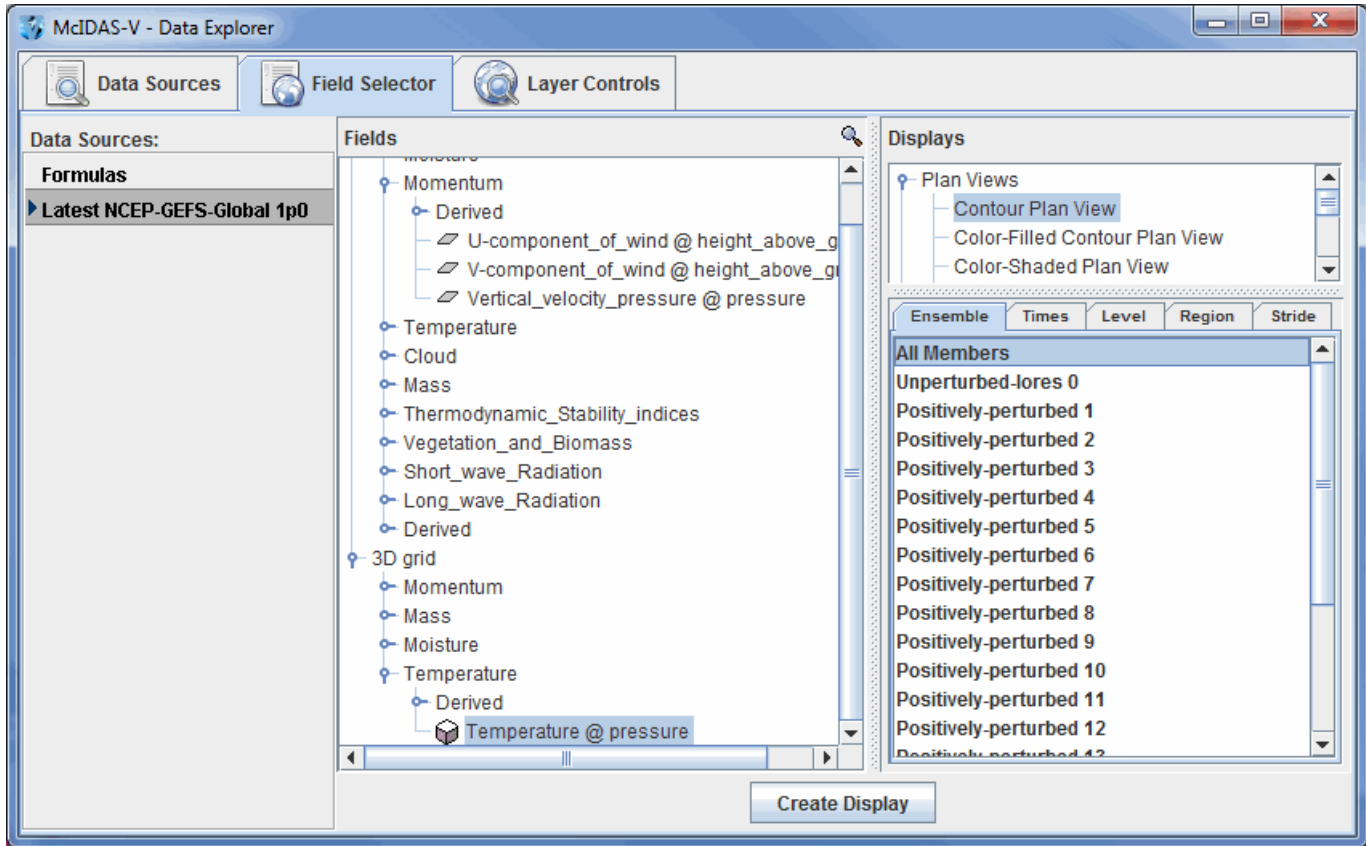 McIDAS-V - Data Explorer
Data Sources
Field Selector
Layer Controls
Data Sources:
Formulas
Latest NCEP-GEFS-Global 1p0
Fields
Moisture
Momentum
Derived
U-component_of_wind @ height_above_g
V-component_of_wind @ height_above_gr
Vertical_velocity_pressure @ pressure
Temperature
Cloud
Mass
Thermodynamic_Stability_indices
Vegetation_and_Biomass
Short_wave_Radiation
Long_wave_Radiation
Derived
3D grid
Momentum
Mass
Moisture
Temperature
Derived
Temperature @ pressure
Displays
Plan Views
Contour Plan View
Color-Filled Contour Plan View
Color-Shaded Plan View
Ensemble Times Level Region Stride
All Members
Unperturbed-lores 0
Positively-perturbed 1
Positively-perturbed 2
Positively-perturbed 3
Positively-perturbed 4
Positively-perturbed 5
Positively-perturbed 6
Positively-perturbed 7
Positively-perturbed 8
Positively-perturbed 9
Positively-perturbed 10
Positively-perturbed 11
Positively-perturbed 12
Positively-perturbed 13
Create Display